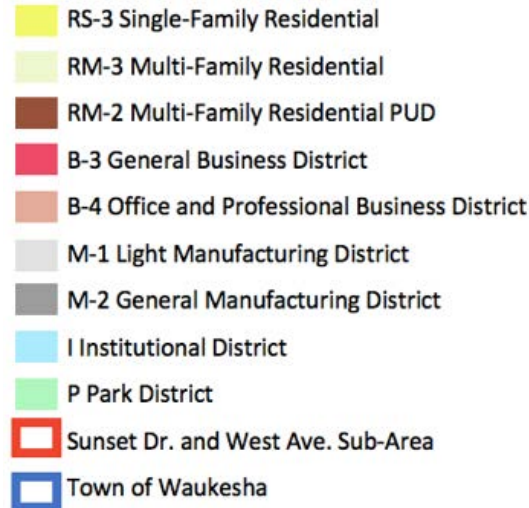 RS-3 Single-Family Residential
RM-3 Multi-Family Residential
RM-2 Multi-Family Residential PUD
B-3 General Business District
B-4 Office and Professional Business District
M-1 Light Manufacturing District
M-2 General Manufacturing District
I Institutional District
P Park District
Sunset Dr. and West Ave. Sub-Area
Town of Waukesha